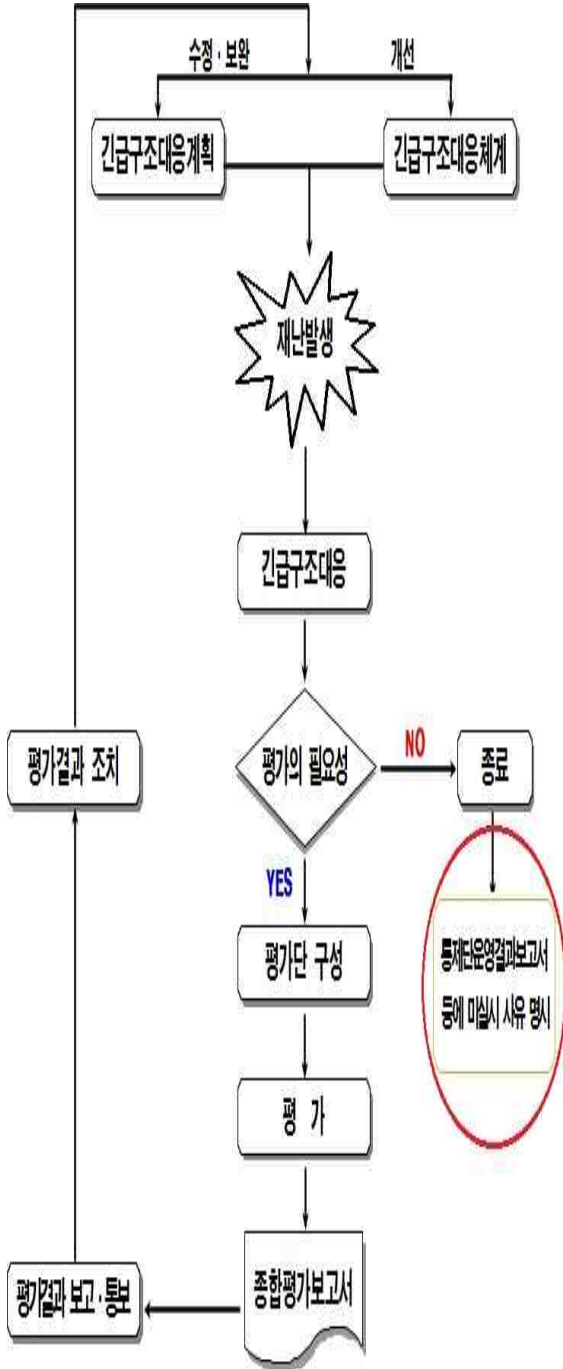 수정·보완
개선
긴급구조대응계획
긴급구조대응체계
재난발생
긴급구조대응
평가결과 조치
평가의 필요성
NO
종료
YES
평가단 구성
통제단운영결과보고서
등에 미실시 사유 명시
평 가
평가결과 보고·통보
종합평가보고서